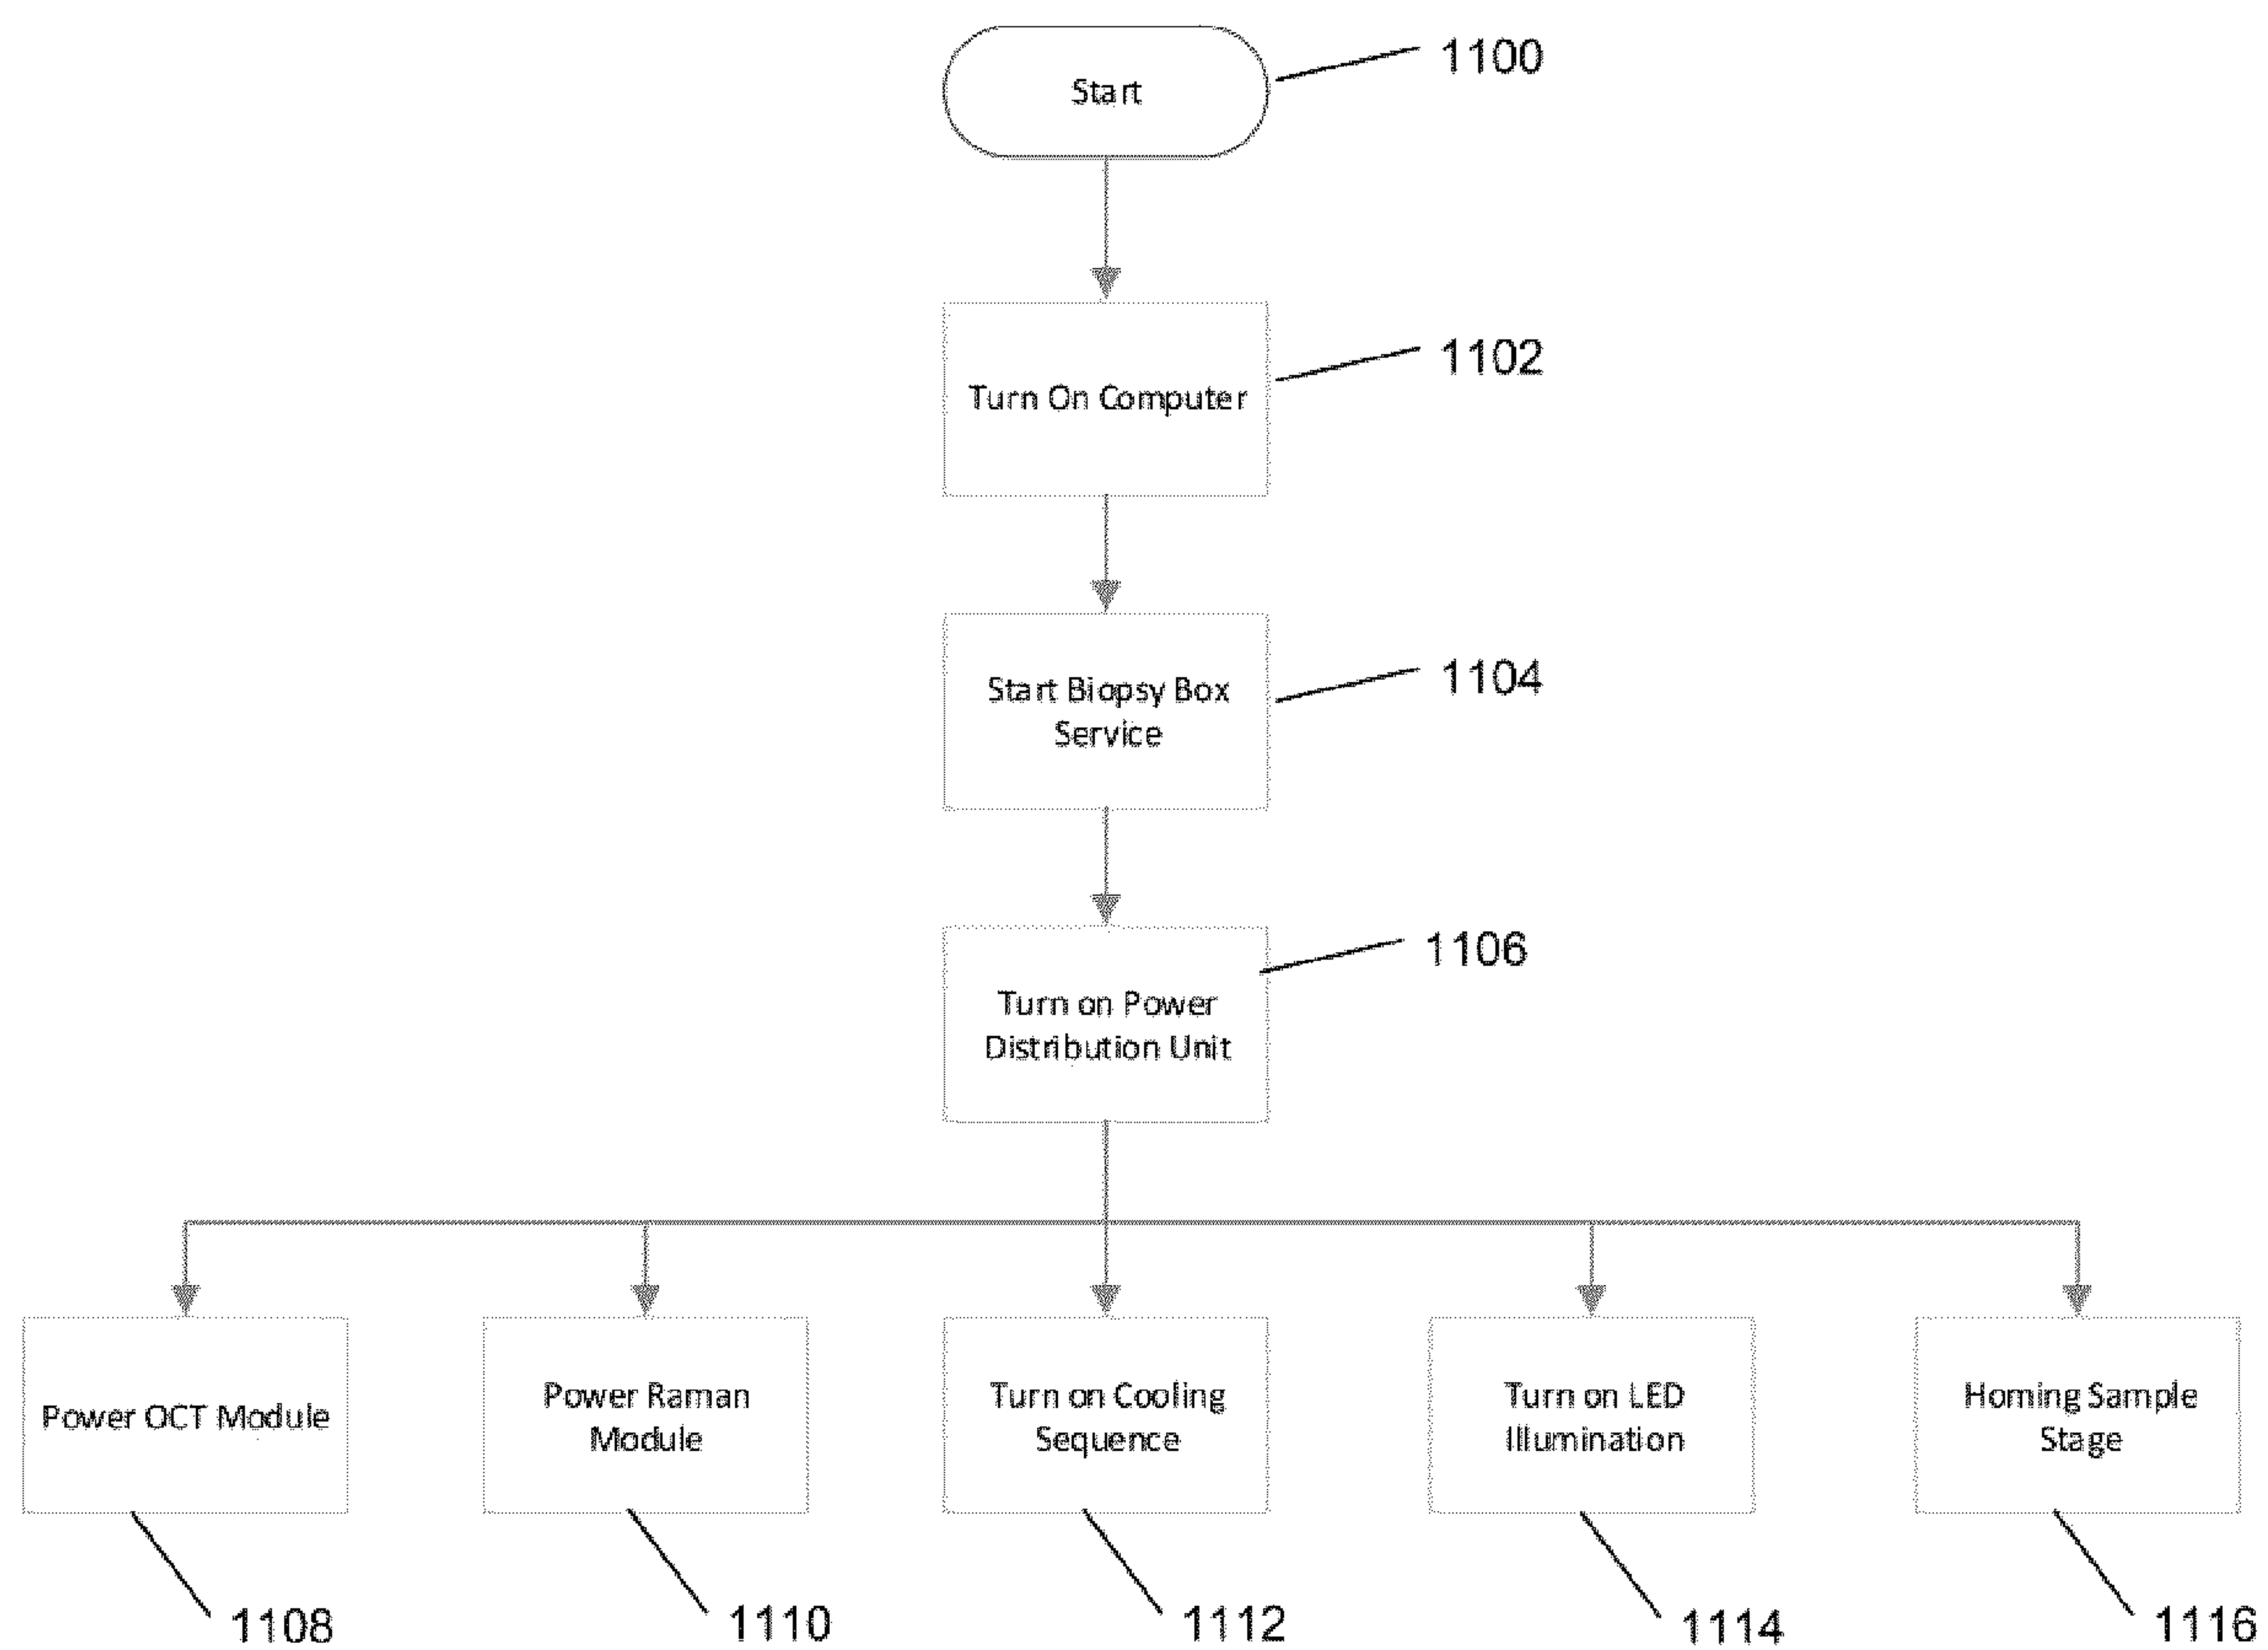 Start
1100
Turn On Computer
1102
Start Biopsy Box
Service
1104
Turn on Power
Distribution Unit
1106
Power OCT Module
Power Raman
Module
Turn on Cooling
Sequence
Turn on LED
Illumination
Homing Sample
Stage
1108
1110
1112
1114
1116